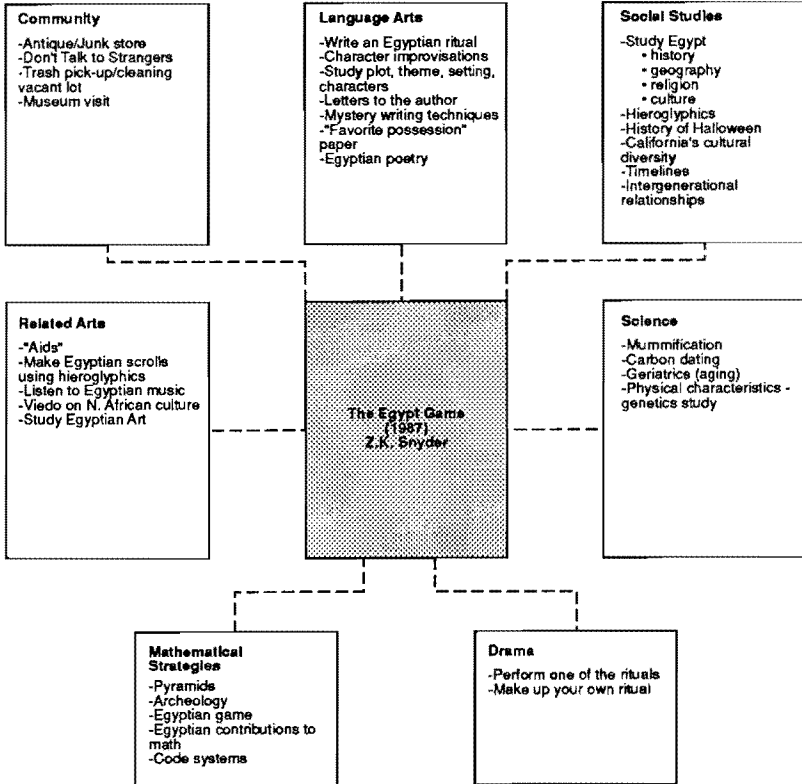 Community
-Antique/Junk store
-Don't Talk to Strangers
-Trash pick-up/cleaning
vacant lot
-Museum visit
Language Arts
-Write an Egyptian ritual
-Character improvisations
-Study plot, theme, setting,
characters
-Letters to the author
-Mystery writing techniques
-"Favorite possession"
paper
-Egyptian poetry
Social Studies
-Study Egypt
• history
• geography
• religion
• culture
-Hieroglyphics
-History of Halloween
-California's cultural
diversity
-Timelines
-Intergenerational
relationships
Related Arts
-"Aids"
-Make Egyptian scrolls
using hieroglyphics
-Listen to Egyptian music
-Viedo on N. African culture
-Study Egyptian Art
The Egypt Game
(1987)
Z.K. Snyder
Science
-Mummification
-Carbon dating
-Geriatrics (aging)
-Physical characteristics -
genetics study
Mathematical
Strategies
-Pyramids
-Archeology
-Egyptian game
-Egyptian contributions to
math
-Code systems
Drama
-Perform one of the rituals
-Make up your own ritual